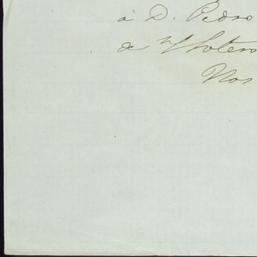 á D. Pedro
de
Nos